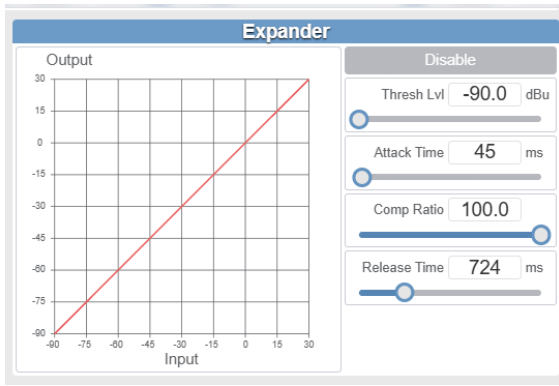 Expander
Output
30
15
0
-15
-30
-45
-60
-75
-90
-90 -75 -60 -45 -30 -15 0 15 30
Input
Disable
Thresh Lvl -90.0 dBu
Attack Time 45 ms
Comp Ratio 100.0
Release Time 724 ms